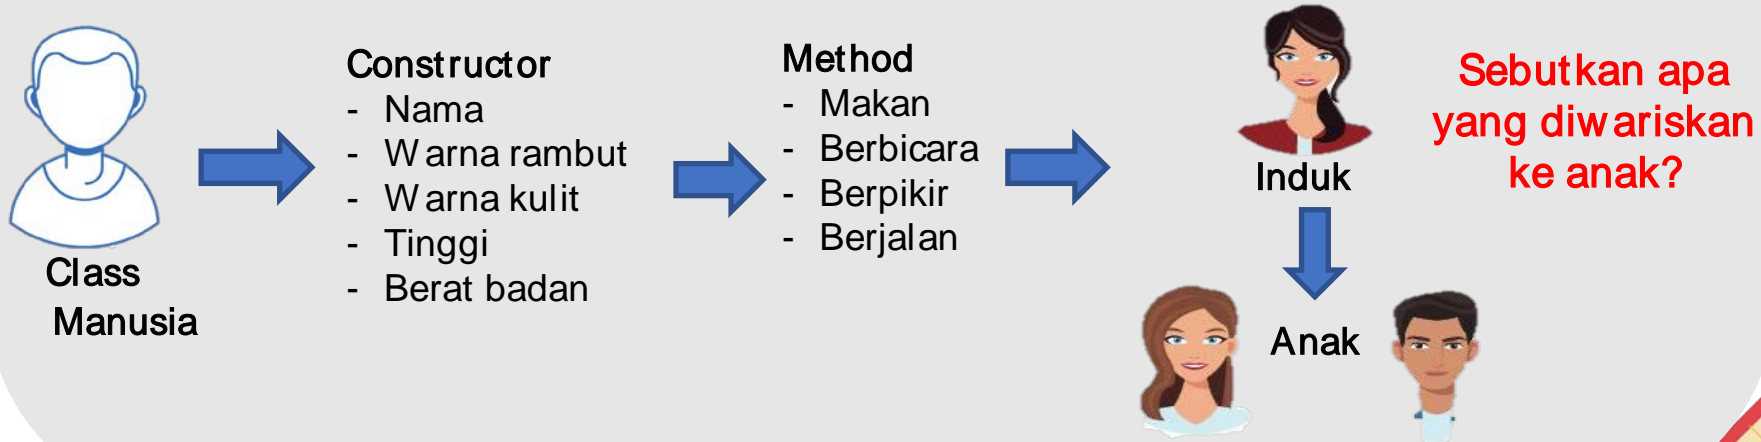 Class
Manusia
Constructor
- Nama
- Warna rambut
- Warna kulit
- Tinggi
- Berat badan
Method
- Makan
- Berbicara
- Berpikir
- Berjalan
Induk
Anak
Sebutkan apa
yang diwariskan
ke anak?